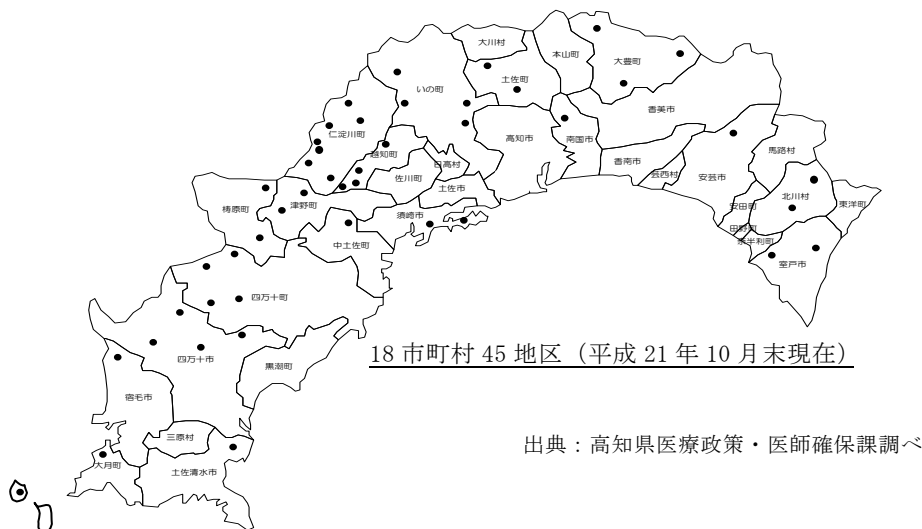 大川村
本山町
大豊町
土佐町
いの町
香美市
仁淀川町
高知市
南国市
越知町
馬路村
日高村
香南市
芸西村
安芸市
佐川町
土佐市
北川村
梼原町
津野町
安田町
東洋町
須崎市
田野町
奈半利町
中土佐町
室戸市
四万十町
18 市町村 45 地区（平成 21 年 10 月末現在）
四万十市
黒潮町
宿毛市
三原村
出典：高知県医療政策・医師確保課調べ
大月町
土佐清水市